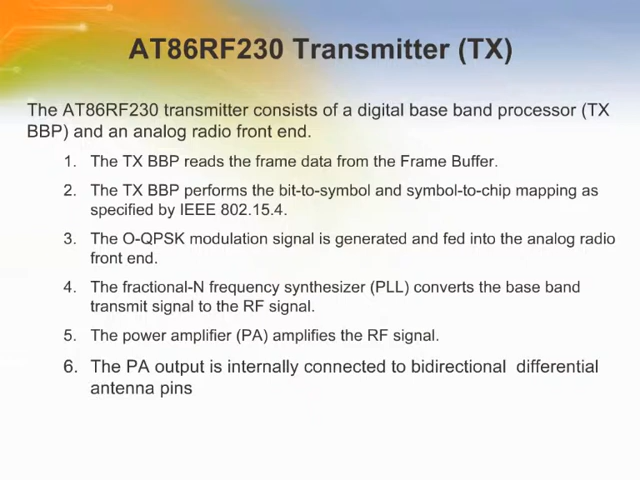 AT86RF230 Transmitter (TX)
The AT86RF230 transmitter consists of a digital base band processor (TX
BBP) and an analog radio front end.
1. The TX BBP reads the frame data from the Frame Buffer.
2. The TX BBP performs the bit-to-symbol and symbol-to-chip mapping as
specified by IEEE 802.15.4.
3. The O-QPSK modulation signal is generated and fed into the analog radio
front end.
4. The fractional-N frequency synthesizer (PLL) converts the base band
transmit signal to the RF signal.
5. The power amplifier (PA) amplifies the RF signal.
6. The PA output is internally connected to bidirectional differential
antenna pins